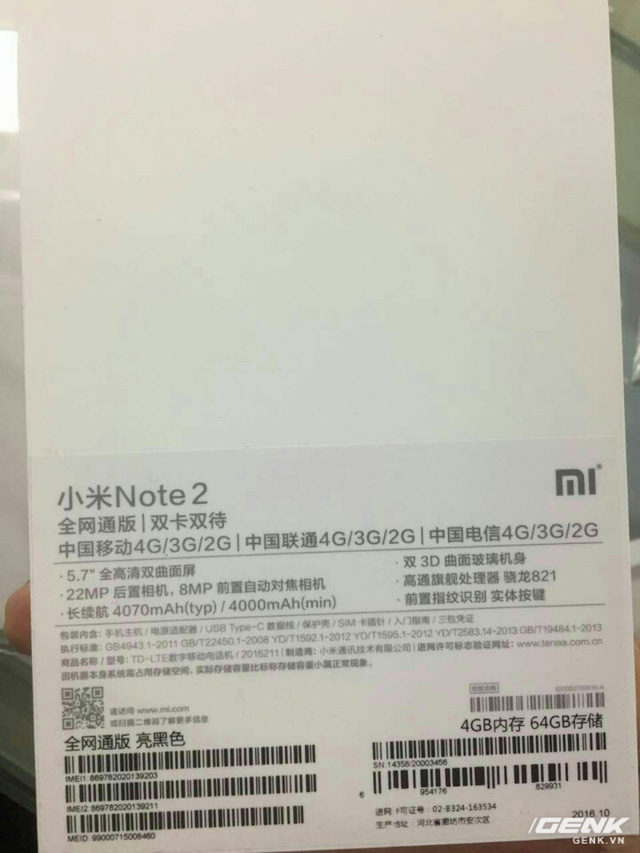 小米Note 2
mi
全网通版 | 双卡双待
中国移动4G/3G/2G | 中国联通4G/3G/2G | 中国电信4G/3G/2G
· 5.7" 全高清双曲面屏
· 22MP 后置相机，8MP 前置自动对焦相机
· 长续航 4070mAh(typ) / 4000mAh(min)
· 双 3D 曲面玻璃机身
· 高通旗舰处理器 骁龙821
· 前置指纹识别 实体按键
包装内含: 手机主机 / 电源适配器 / USB Type-C 数据线 / 保护壳 / SIM 卡插针 / 入门指南 / 三包凭证
执行标准: GB4943.1-2011 GB/T22450.1-2008 YD/T1592.1-2012 YD/T1595.1-2012 YD/T2583.14-2013 GB/T19484.1-2013
型号: TD-LTE数字移动电话机 / 2015211 | 制造商: 小米通讯技术有限公司 | 进网许可标志验证网址: www.tenaa.com.cn
因机器本身系统需占用存储空间，实际存储容量比标称存储容量小属正常现象。
请访问 www.mi.com
或扫描二维码了解更多信息
全网通版 亮黑色
4GB内存 64GB存储
IMEI1: 869782020139203
IMEI2: 869782020139211
MEID: 99000715008460
SN: 14358/20003456
6 954176 829931
进网许可证号: 02-B324-163534
生产地址: 河北省廊坊市安次区
2016.10
GENK
GENK.VN